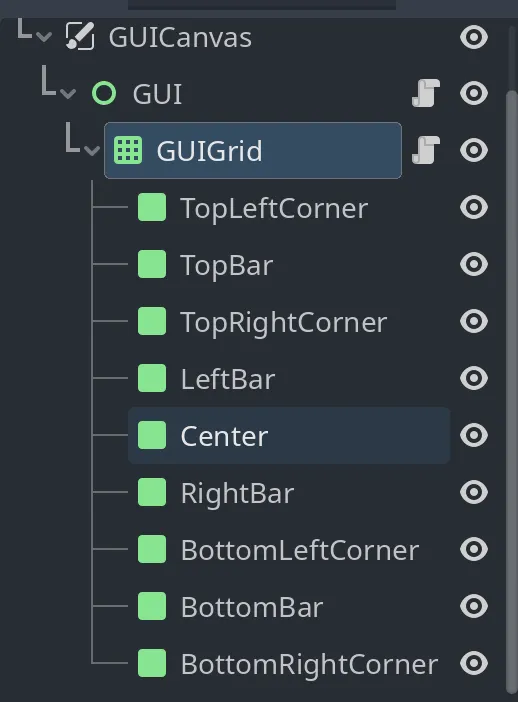 GUICanvas
GUI
GUIGrid
TopLeftCorner
TopBar
TopRightCorner
LeftBar
Center
RightBar
BottomLeftCorner
BottomBar
BottomRightCorner